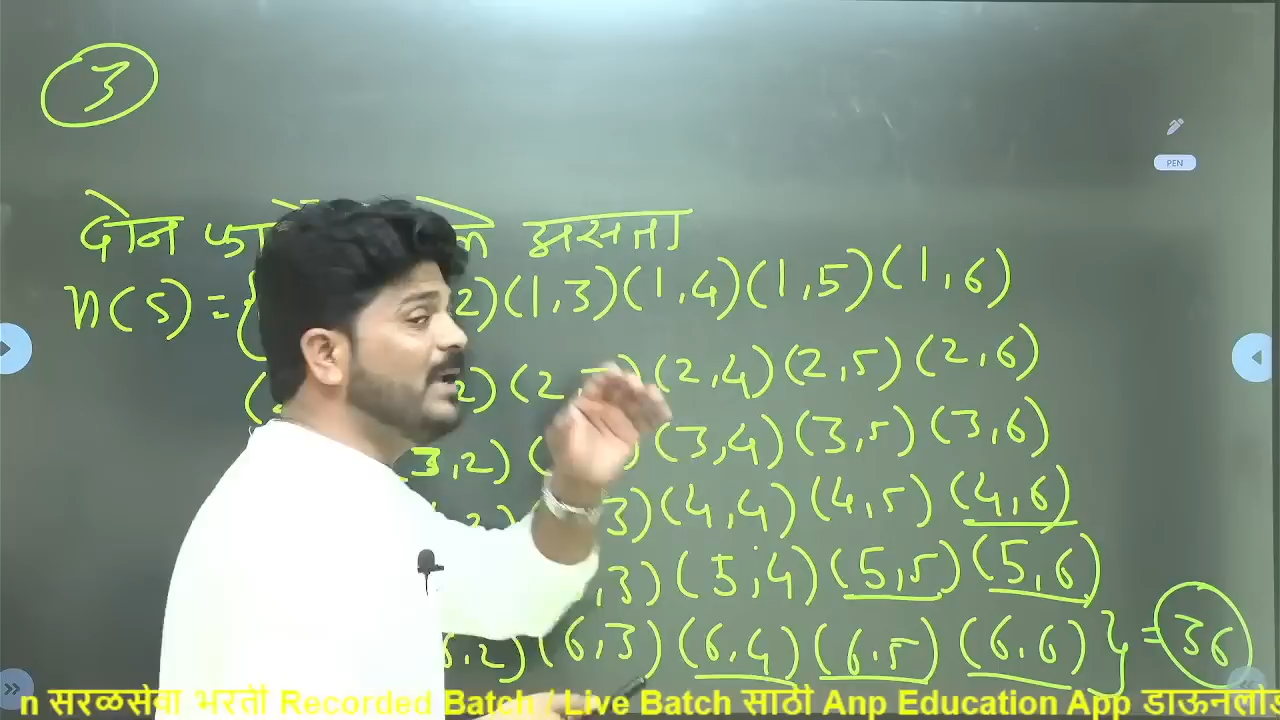 3
PEN
दोन असता
n(S) = { 2)(1,3)(1,4)(1,5)(1,6)
2) (2,4)(2,5)(2,6)
3,2) (3,4)(3,5)(3,6)
3)(4,4)(4,5)(4,6)
,3)(5,4)(5,5)(5,6)
,2)(6,3)(6,4)(6,5)(6,6) } = 36
n सरळसेवा भरती Recorded Batch / Live Batch साठी Anp Education App डाऊनलोड